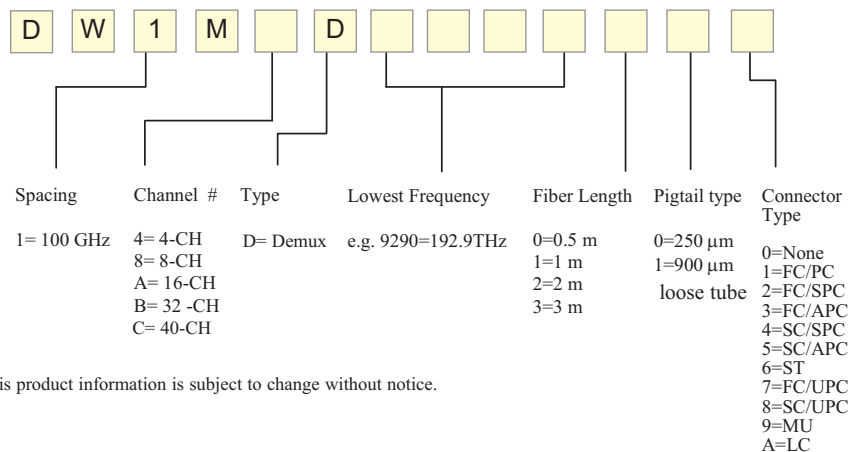 D W 1 M D
Spacing Channel # Type Lowest Frequency Fiber Length Pigtail type Connector
Type
1= 100 GHz 4= 4-CH D= Demux e.g. 9290=192.9THz 0=0.5 m 0=250 μm 0=None
8= 8-CH 1=1 m 1=900 μm 1=FC/PC
A= 16-CH 2=2 m loose tube 2=FC/SPC
B= 32 -CH 3=3 m 3=FC/APC
C= 40-CH 4=SC/SPC
5=SC/APC
6=ST
is product information is subject to change without notice.
7=FC/UPC
8=SC/UPC
9=MU
A=LC